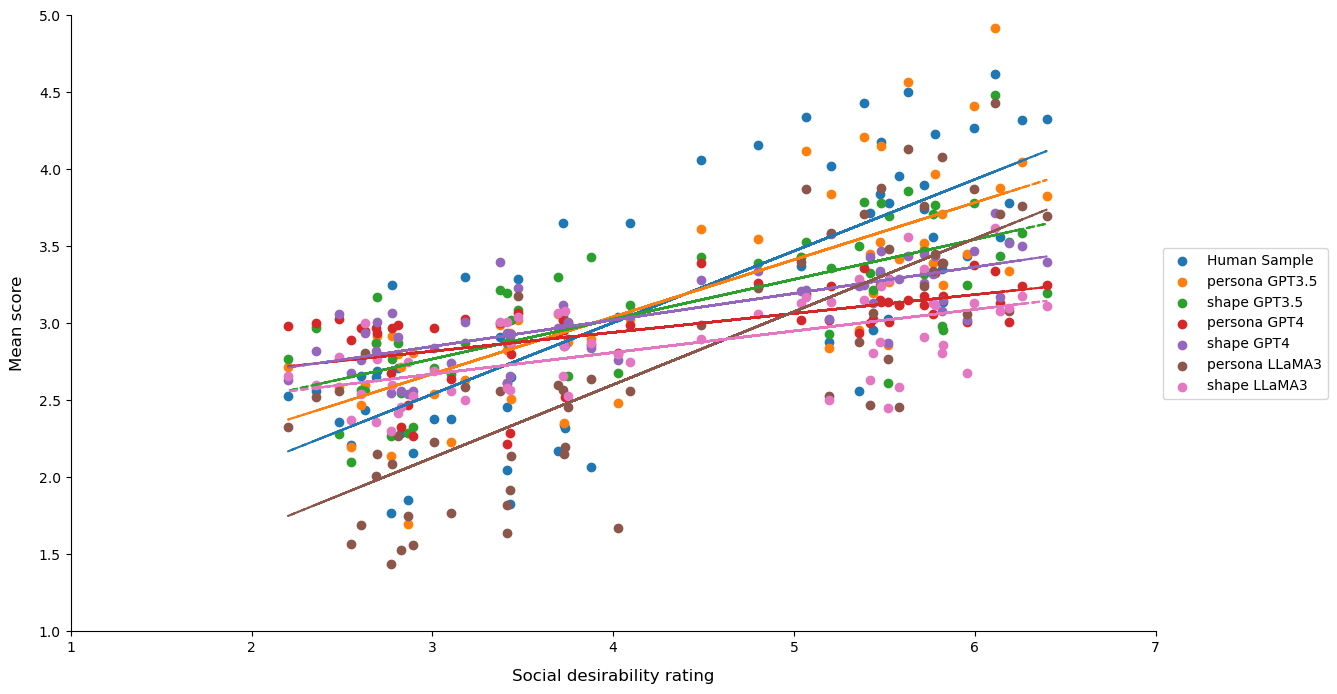 5.0
4.5
4.0
3.5
3.0
2.5
2.0
1.5
1.0
Mean score
1 2 3 4 5 6 7
Social desirability rating
Human Sample
persona GPT3.5
shape GPT3.5
persona GPT4
shape GPT4
persona LLaMA3
shape LLaMA3